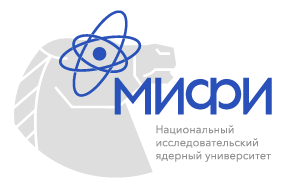 МИФИ
Национальный
исследовательский
ядерный университет